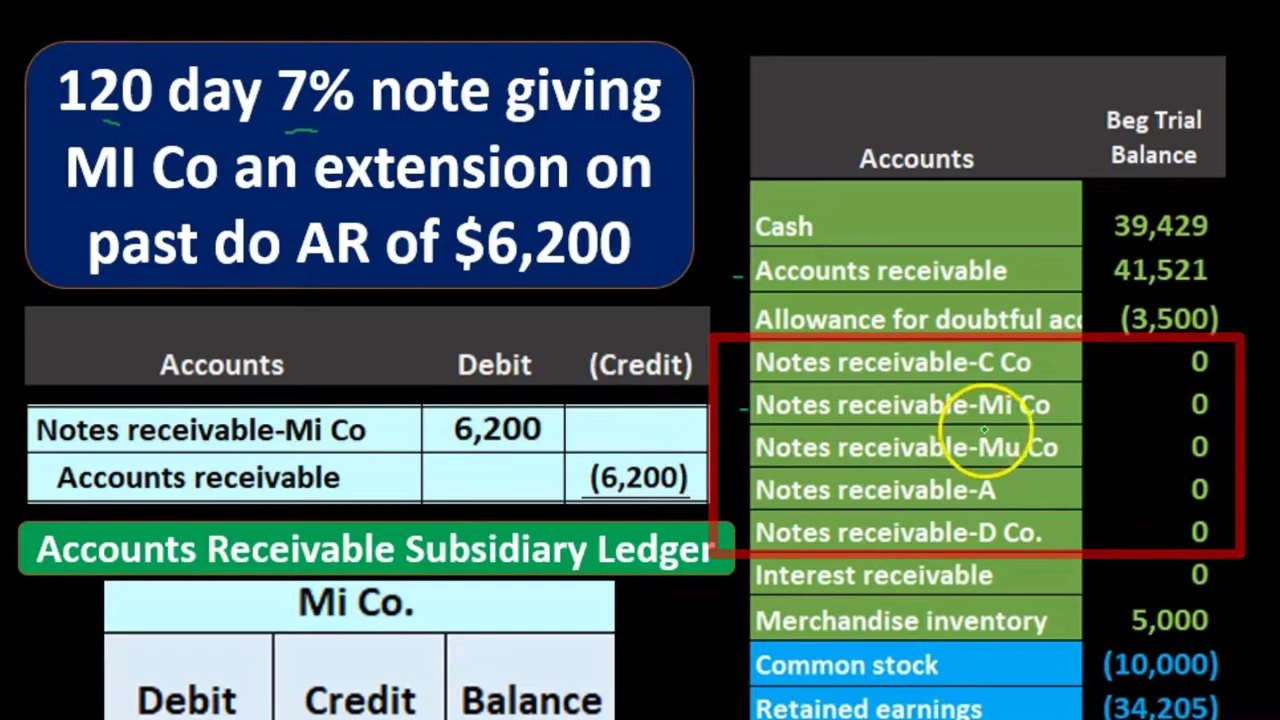 120 day 7% note giving
MI Co an extension on
past do AR of $6,200
Accounts Debit (Credit)
Notes receivable-Mi Co 6,200
Accounts receivable (6,200)
Accounts Receivable Subsidiary Ledger
Mi Co.
Debit Credit Balance
Accounts Beg Trial
Balance
Cash 39,429
Accounts receivable 41,521
Allowance for doubtful acc (3,500)
Notes receivable-C Co 0
Notes receivable-Mi Co 0
Notes receivable-Mu Co 0
Notes receivable-A 0
Notes receivable-D Co. 0
Interest receivable 0
Merchandise inventory 5,000
Common stock (10,000)
Retained earnings (34,205)